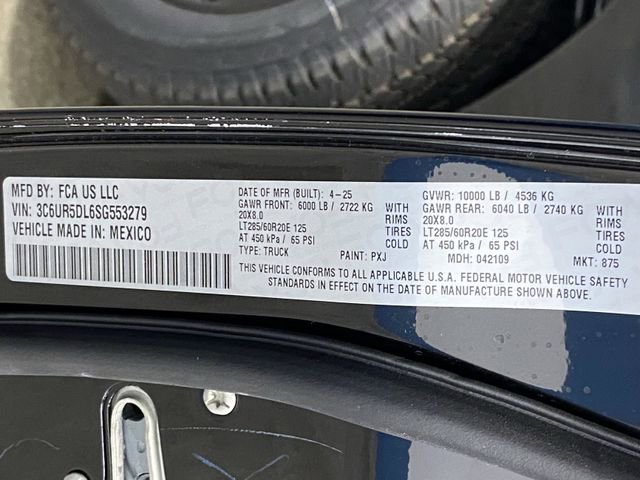 MFD BY: FCA US LLC
VIN: 3C6UR5DL6SG553279
VEHICLE MADE IN: MEXICO
DATE OF MFR (BUILT): 4-25
GAWR FRONT: 6000 LB / 2722 KG WITH
20X8.0 RIMS
LT285/60R20E 125 TIRES
AT 450 kPa / 65 PSI COLD
TYPE: TRUCK PAINT: PXJ
GVWR: 10000 LB / 4536 KG
GAWR REAR: 6040 LB / 2740 KG WITH
20X8.0 RIMS
LT285/60R20E 125 TIRES
AT 450 kPa / 65 PSI COLD
MDH: 042109 MKT: 875
THIS VEHICLE CONFORMS TO ALL APPLICABLE U.S.A. FEDERAL MOTOR VEHICLE SAFETY
STANDARDS IN EFFECT ON THE DATE OF MANUFACTURE SHOWN ABOVE.